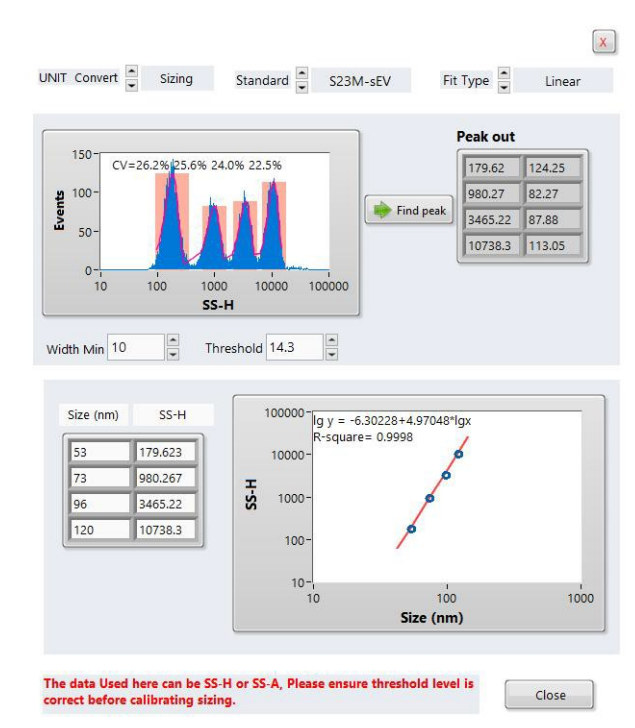 X
UNIT Convert Sizing Standard S23M-sEV Fit Type Linear
Peak out
150
100
50
0
Events
CV=26.2% 25.6% 24.0% 22.5%
10 100 1000 10000 100000
SS-H
Find peak
179.62 124.25
980.27 82.27
3465.22 87.88
10738.3 113.05
Width Min 10 Threshold 14.3
Size (nm) SS-H
53 179.623
73 980.267
96 3465.22
120 10738.3
100000
10000
1000
100
10
SS-H
lg y = -6.30228+4.97048*lgx
R-square= 0.9998
10 100 1000
Size (nm)
The data Used here can be SS-H or SS-A, Please ensure threshold level is
correct before calibrating sizing.
Close